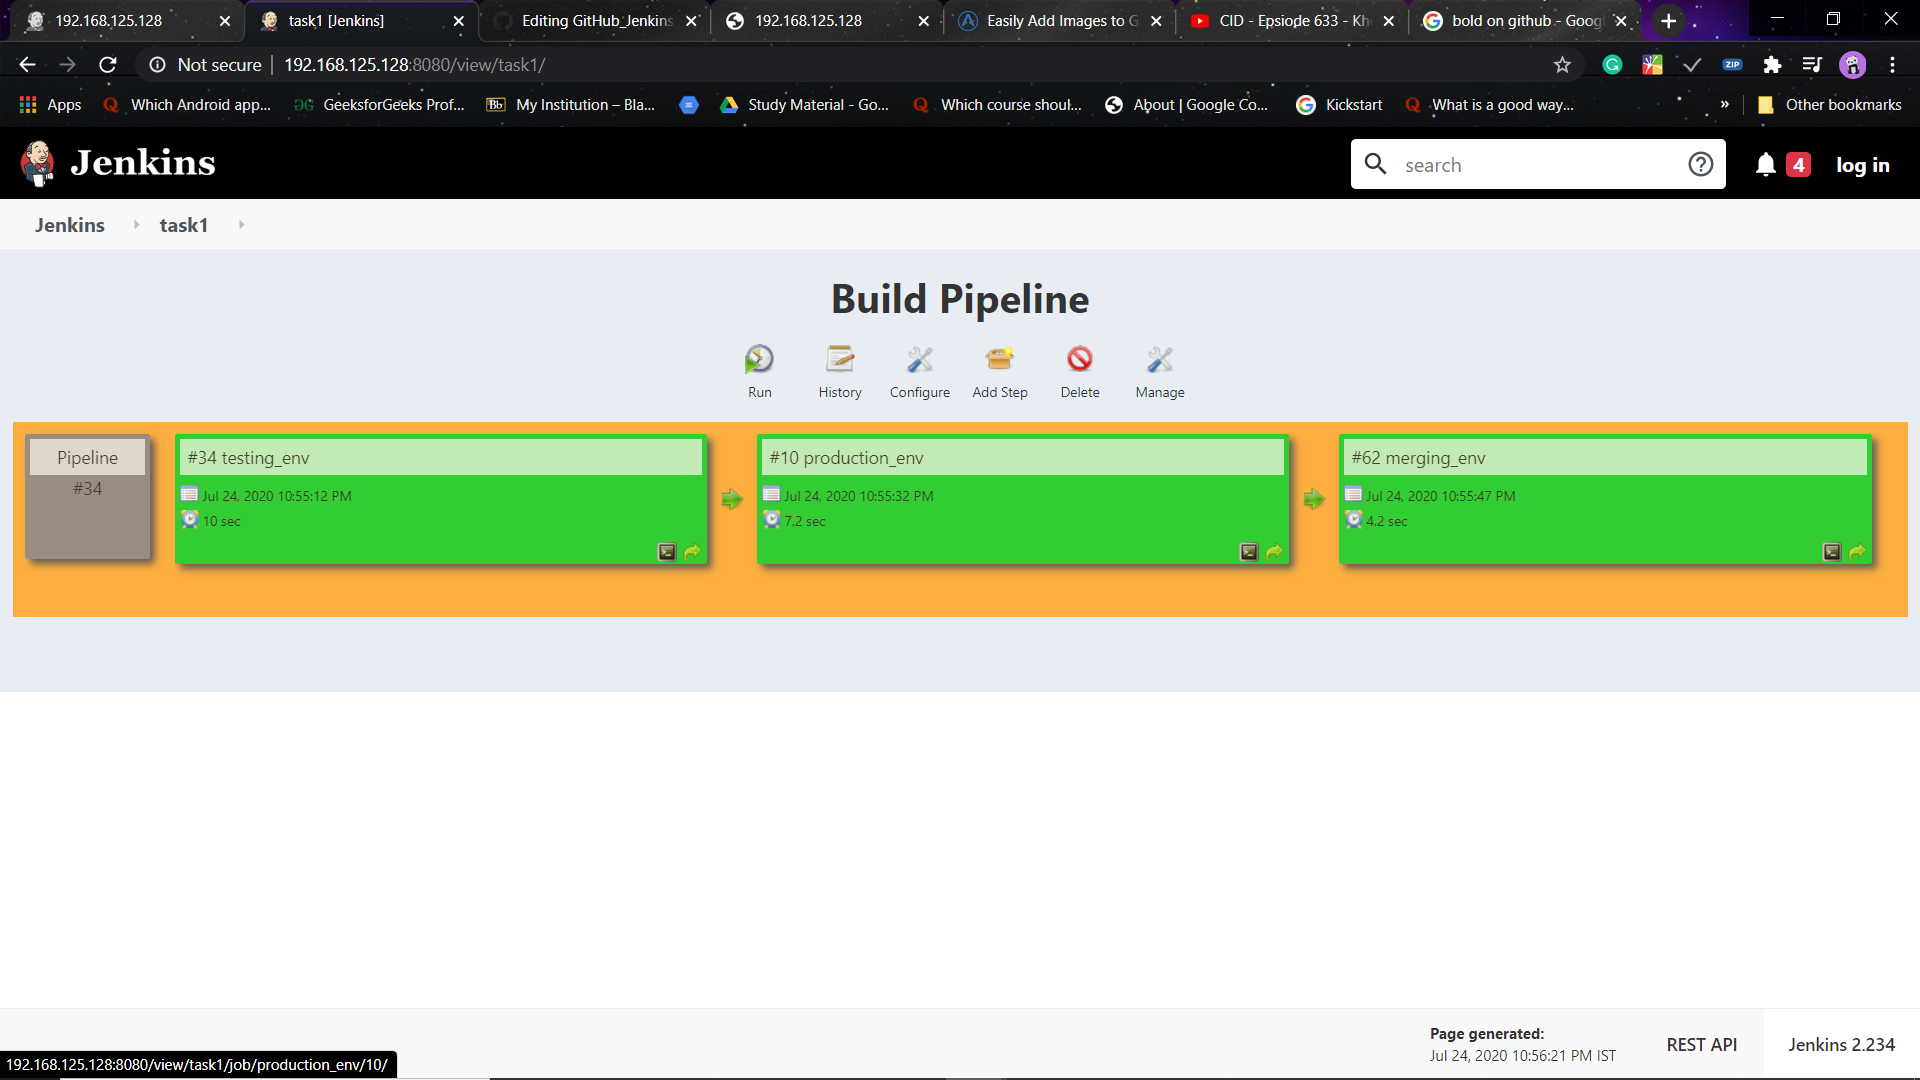 192.168.125.128
task1 [Jenkins]
Editing GitHub_Jenkins
192.168.125.128
Easily Add Images to G
CID - Epsiode 633 - Kh
bold on github - Goog
Not secure | 192.168.125.128:8080/view/task1/
Apps
Which Android app...
GeeksforGeeks Prof...
My Institution – Bla...
Study Material - Go...
Which course shoul...
About | Google Co...
Kickstart
What is a good way...
»
Other bookmarks
Jenkins
search
4
log in
Jenkins
task1
Build Pipeline
Run
History
Configure
Add Step
Delete
Manage
Pipeline
#34
#34 testing_env
Jul 24, 2020 10:55:12 PM
10 sec
#10 production_env
Jul 24, 2020 10:55:32 PM
7.2 sec
#62 merging_env
Jul 24, 2020 10:55:47 PM
4.2 sec
Page generated:
Jul 24, 2020 10:56:21 PM IST
REST API
Jenkins 2.234
192.168.125.128:8080/view/task1/job/production_env/10/